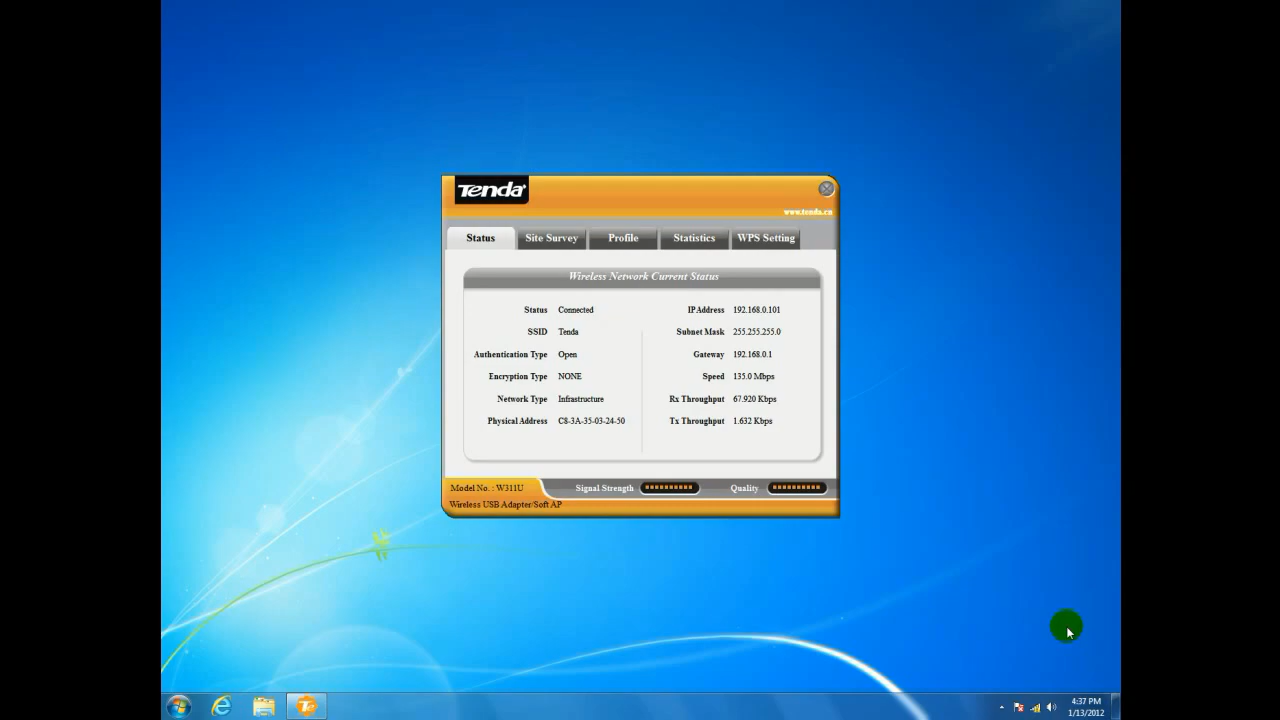 Tenda
www.tenda.cn
Status Site Survey Profile Statistics WPS Setting
Wireless Network Current Status
Status Connected IP Address 192.168.0.101
SSID Tenda Subnet Mask 255.255.255.0
Authentication Type Open Gateway 192.168.0.1
Encryption Type NONE Speed 135.0 Mbps
Network Type Infrastructure Rx Throughput 67.920 Kbps
Physical Address C8-3A-35-03-24-50 Tx Throughput 1.632 Kbps
Model No. : W311U Signal Strength Quality
Wireless USB Adapter/Soft AP
4:37 PM
1/13/2012